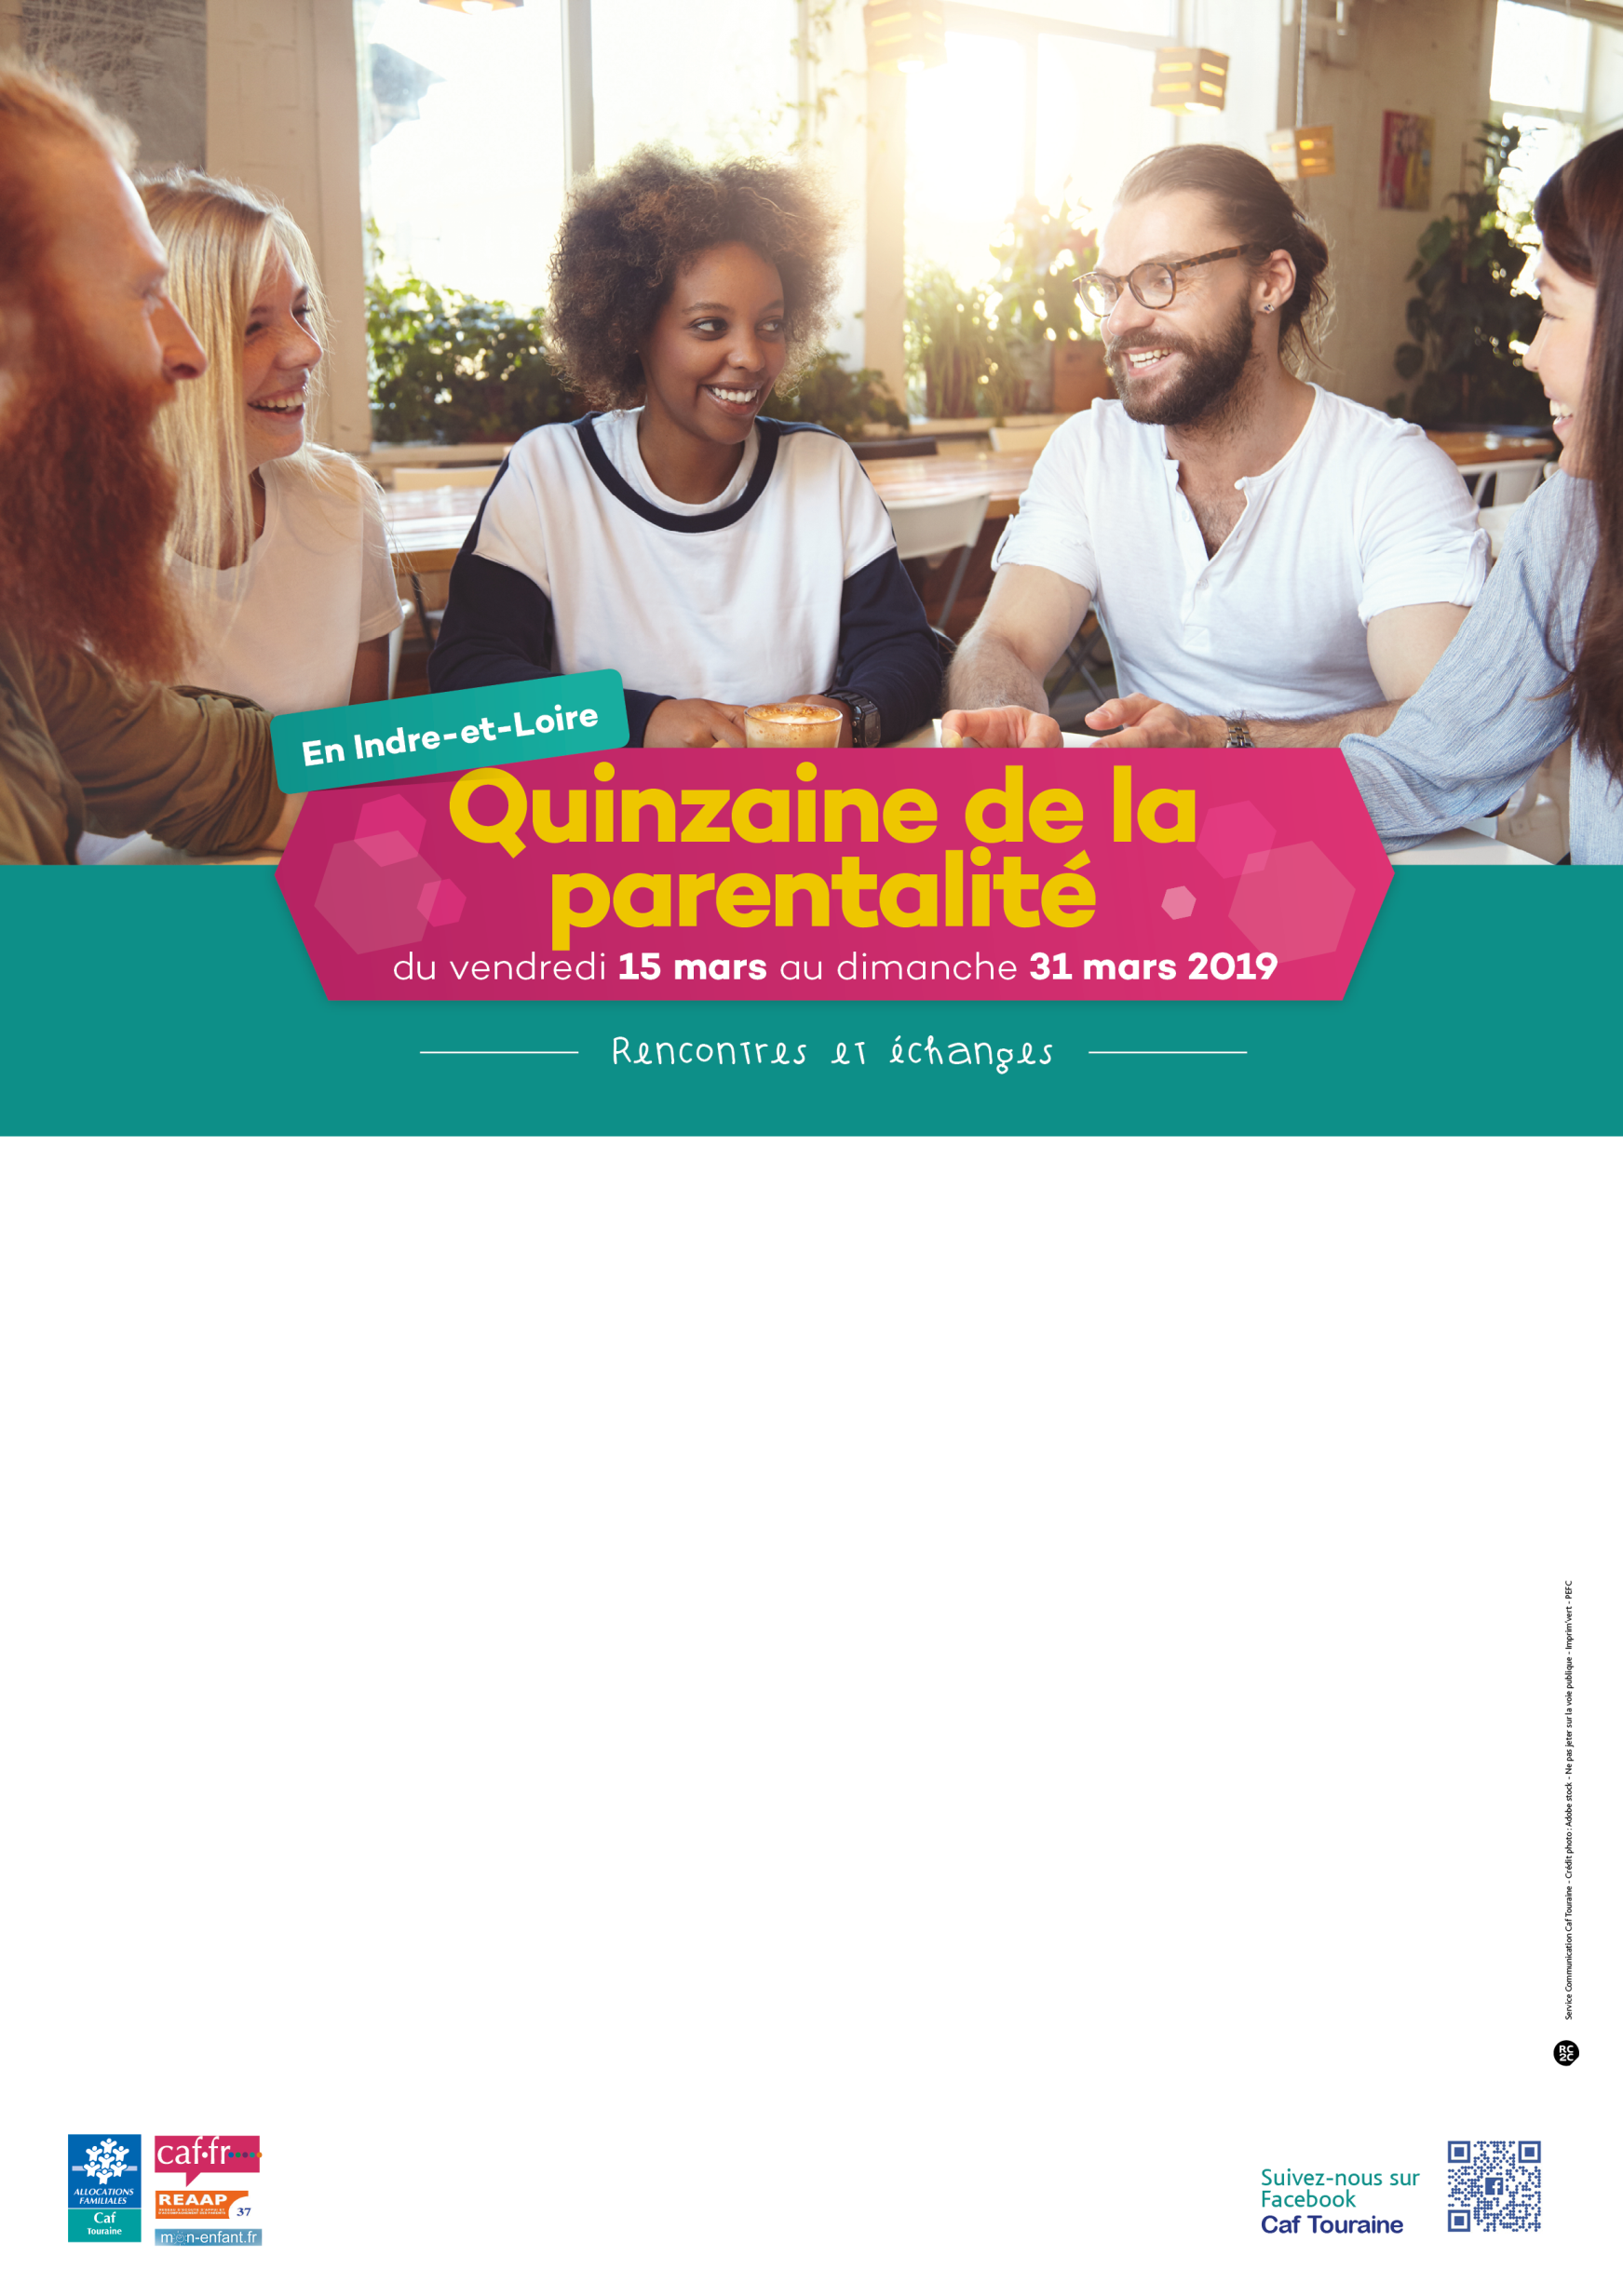 En Indre-et-Loire
Quinzaine de la
parentalité
du vendredi 15 mars au dimanche 31 mars 2019
Rencontres et échanges
Service Communication Caf Touraine - Crédit photo : Adobe stock - Ne pas jeter sur la voie publique - Imprim'vert - PEFC
RC
2C
ALLOCATIONS
FAMILIALES
Caf
Touraine
caf.fr
REAAP
37
mon-enfant.fr
Suivez-nous sur
Facebook
Caf Touraine